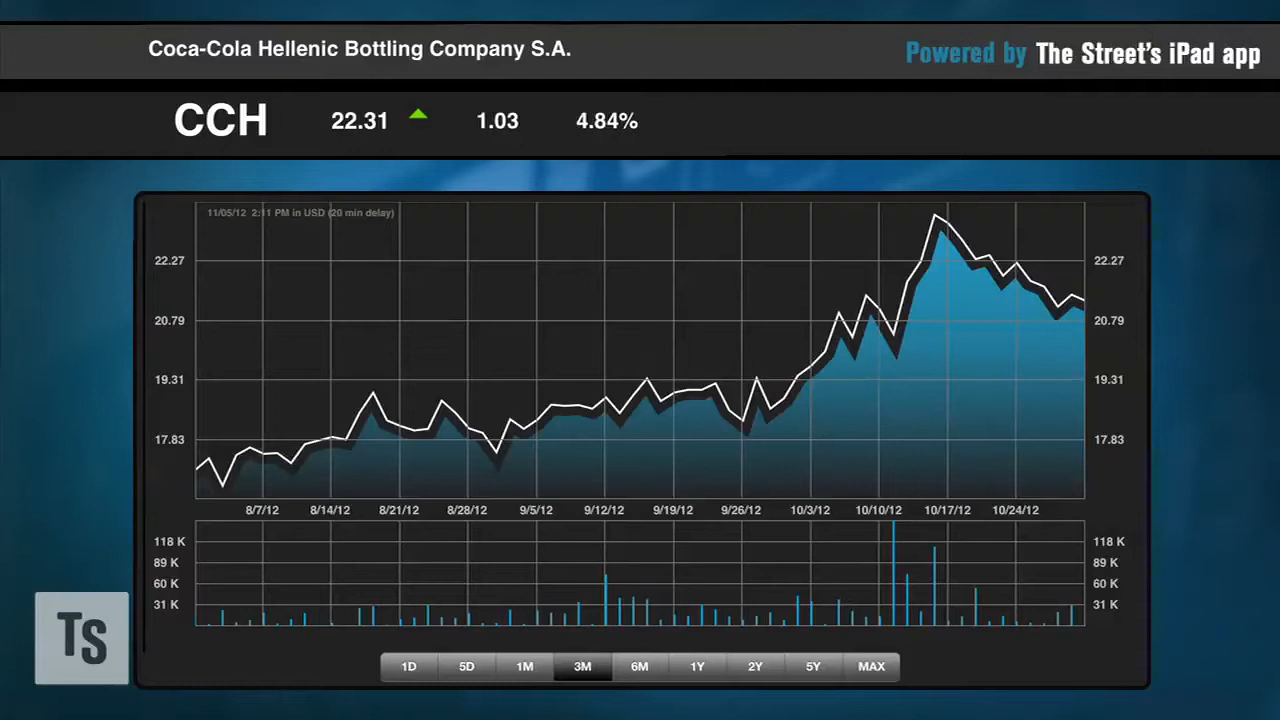 Coca-Cola Hellenic Bottling Company S.A.
Powered by The Street's iPad app
CCH 22.31 1.03 4.84%
11/05/12 2:11 PM in USD (20 min delay)
22.27 22.27
20.79 20.79
19.31 19.31
17.83 17.83
8/7/12 8/14/12 8/21/12 8/28/12 9/5/12 9/12/12 9/19/12 9/26/12 10/3/12 10/10/12 10/17/12 10/24/12
118 K 118 K
89 K 89 K
60 K 60 K
31 K 31 K
Ts
1D 5D 1M 3M 6M 1Y 2Y 5Y MAX